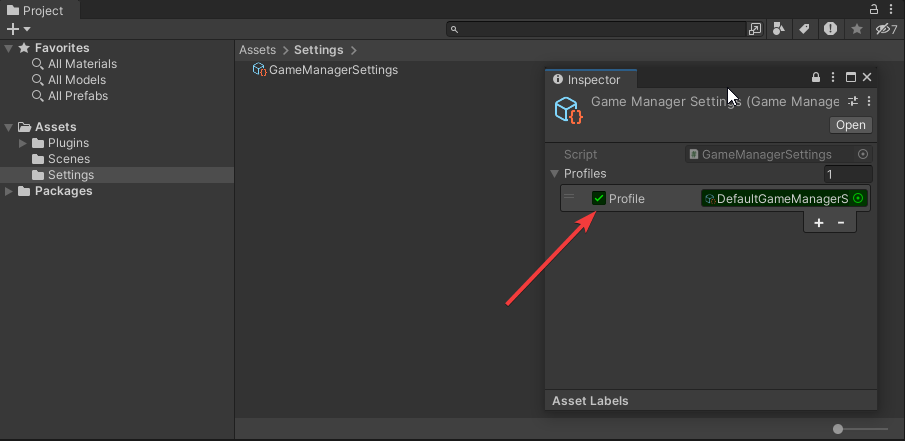 Project
7
Favorites
All Materials
All Models
All Prefabs
Assets
Plugins
Scenes
Settings
Packages
Assets > Settings >
GameManagerSettings
Inspector
Game Manager Settings (Game Manage
Open
Script
GameManagerSettings
Profiles
1
Profile
DefaultGameManagerS
Asset Labels